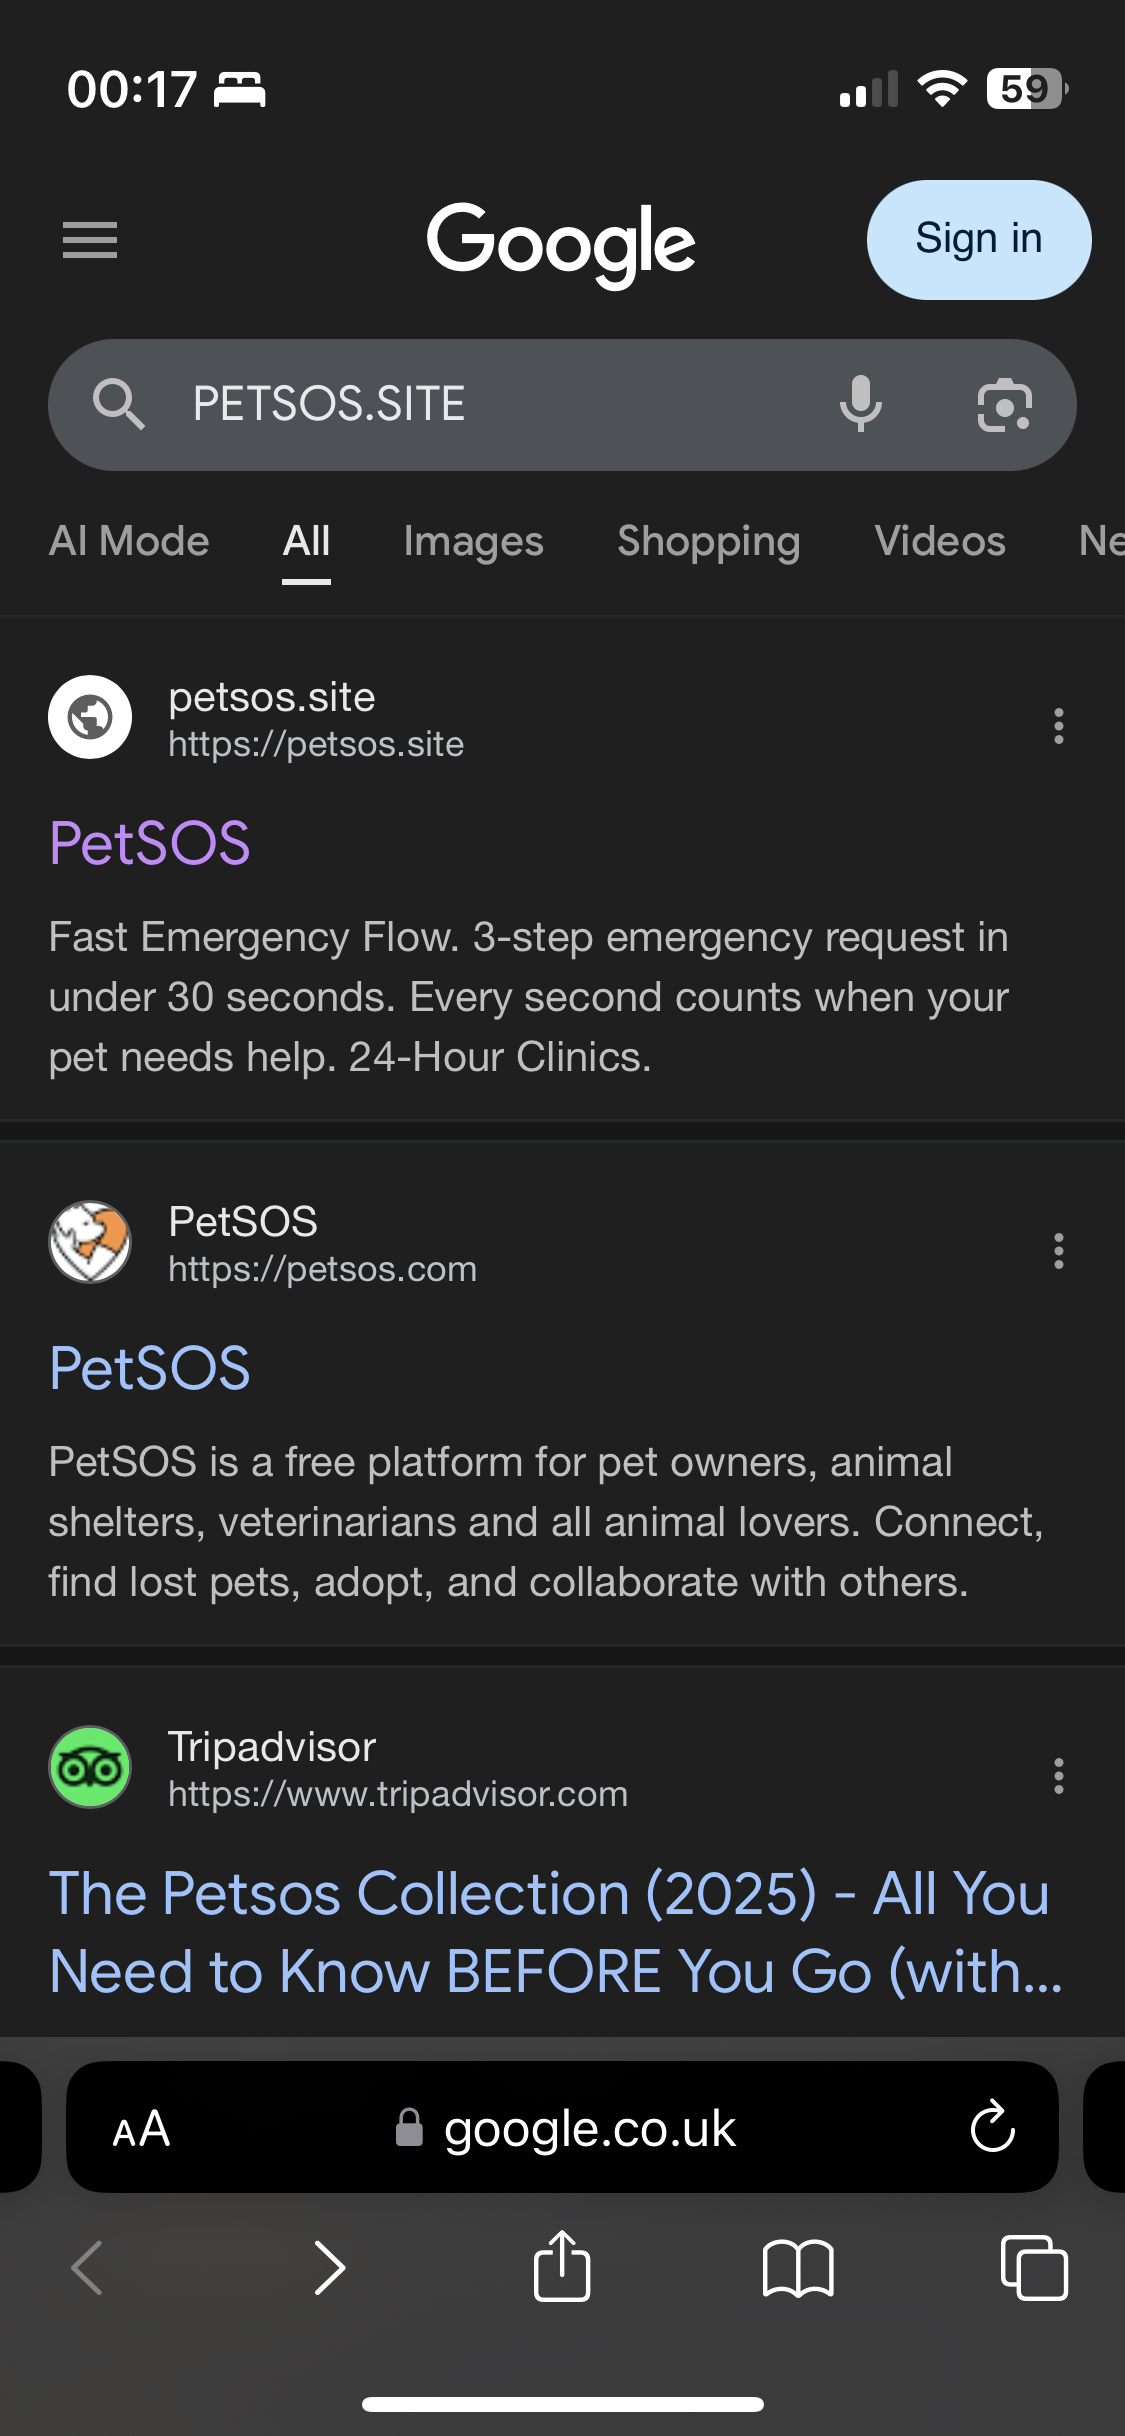 00:17
59
Google
Sign in
PETSOS.SITE
AI Mode All Images Shopping Videos Ne
petsos.site
https://petsos.site
PetSOS
Fast Emergency Flow. 3-step emergency request in
under 30 seconds. Every second counts when your
pet needs help. 24-Hour Clinics.
PetSOS
https://petsos.com
PetSOS
PetSOS is a free platform for pet owners, animal
shelters, veterinarians and all animal lovers. Connect,
find lost pets, adopt, and collaborate with others.
Tripadvisor
https://www.tripadvisor.com
The Petsos Collection (2025) - All You
Need to Know BEFORE You Go (with...
AA google.co.uk